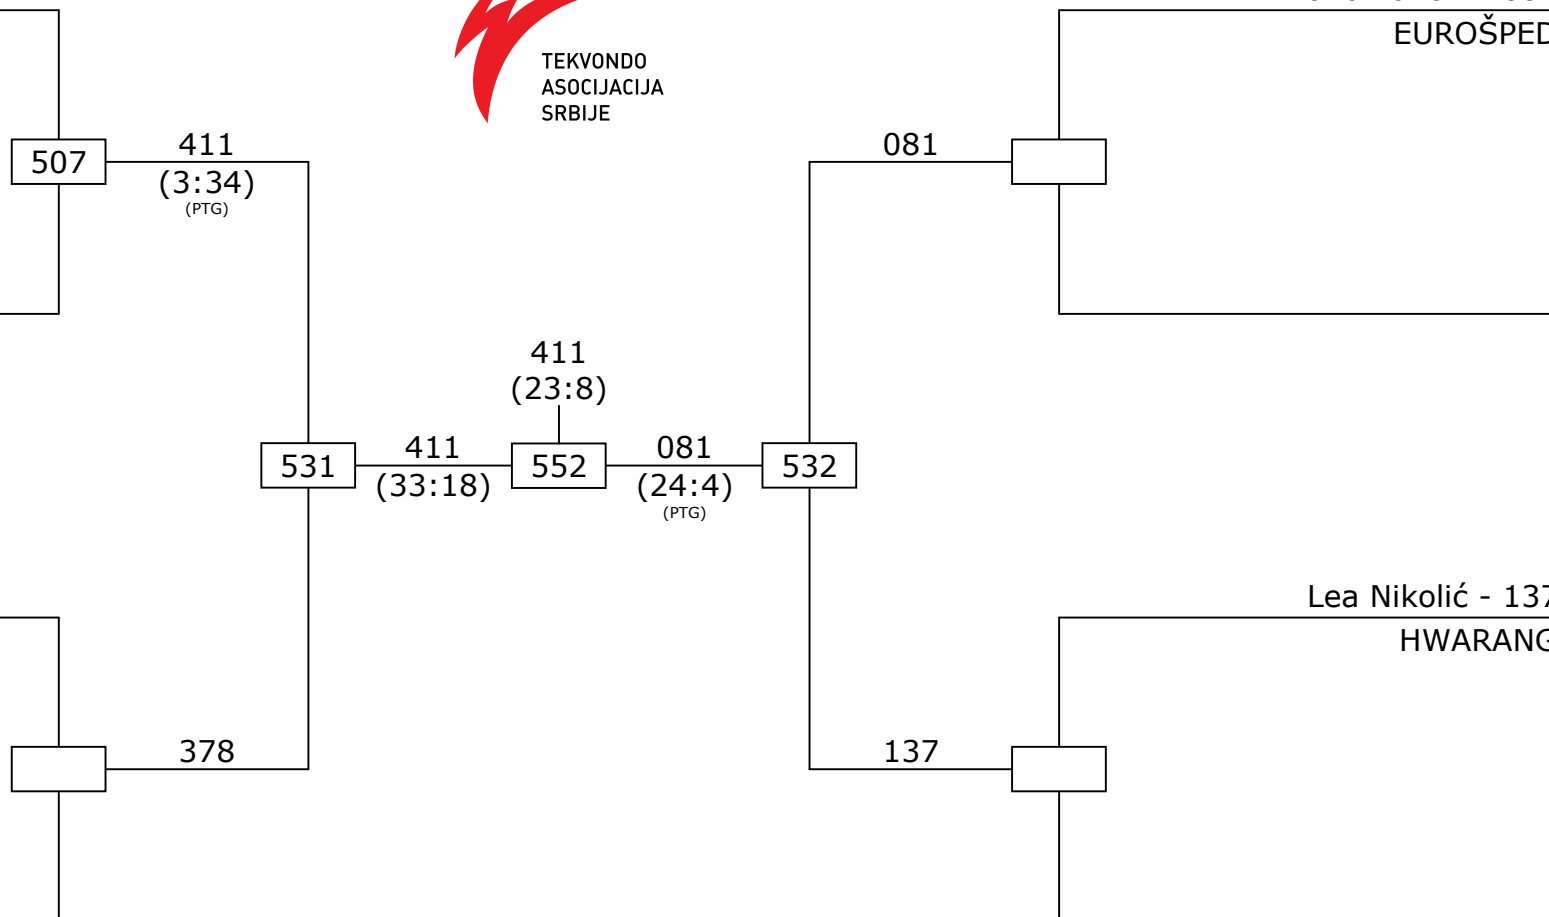 EUROŠPED
TEKVONDO
ASOCIJACIJA
SRBIJE
507
411
(3:34)
(PTG)
081
411
(23:8)
531
411
(33:18)
552
081
(24:4)
(PTG)
532
Lea Nikolić - 137
HWARANG
378
137